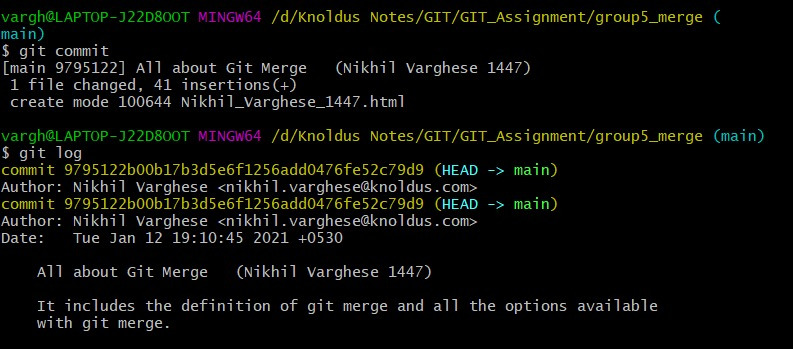 vargh@LAPTOP-J22D8OOT MINGW64 /d/Knoldus Notes/GIT/GIT_Assignment/group5_merge (
main)
$ git commit
[main 9795122] All about Git Merge   (Nikhil Varghese 1447)
 1 file changed, 41 insertions(+)
 create mode 100644 Nikhil_Varghese_1447.html

vargh@LAPTOP-J22D8OOT MINGW64 /d/Knoldus Notes/GIT/GIT_Assignment/group5_merge (main)
$ git log
commit 9795122b00b17b3d5e6f1256add0476fe52c79d9 (HEAD -> main)
Author: Nikhil Varghese <nikhil.varghese@knoldus.com>
commit 9795122b00b17b3d5e6f1256add0476fe52c79d9 (HEAD -> main)
Author: Nikhil Varghese <nikhil.varghese@knoldus.com>
Date:   Tue Jan 12 19:10:45 2021 +0530

    All about Git Merge   (Nikhil Varghese 1447)

    It includes the definition of git merge and all the options available
    with git merge.